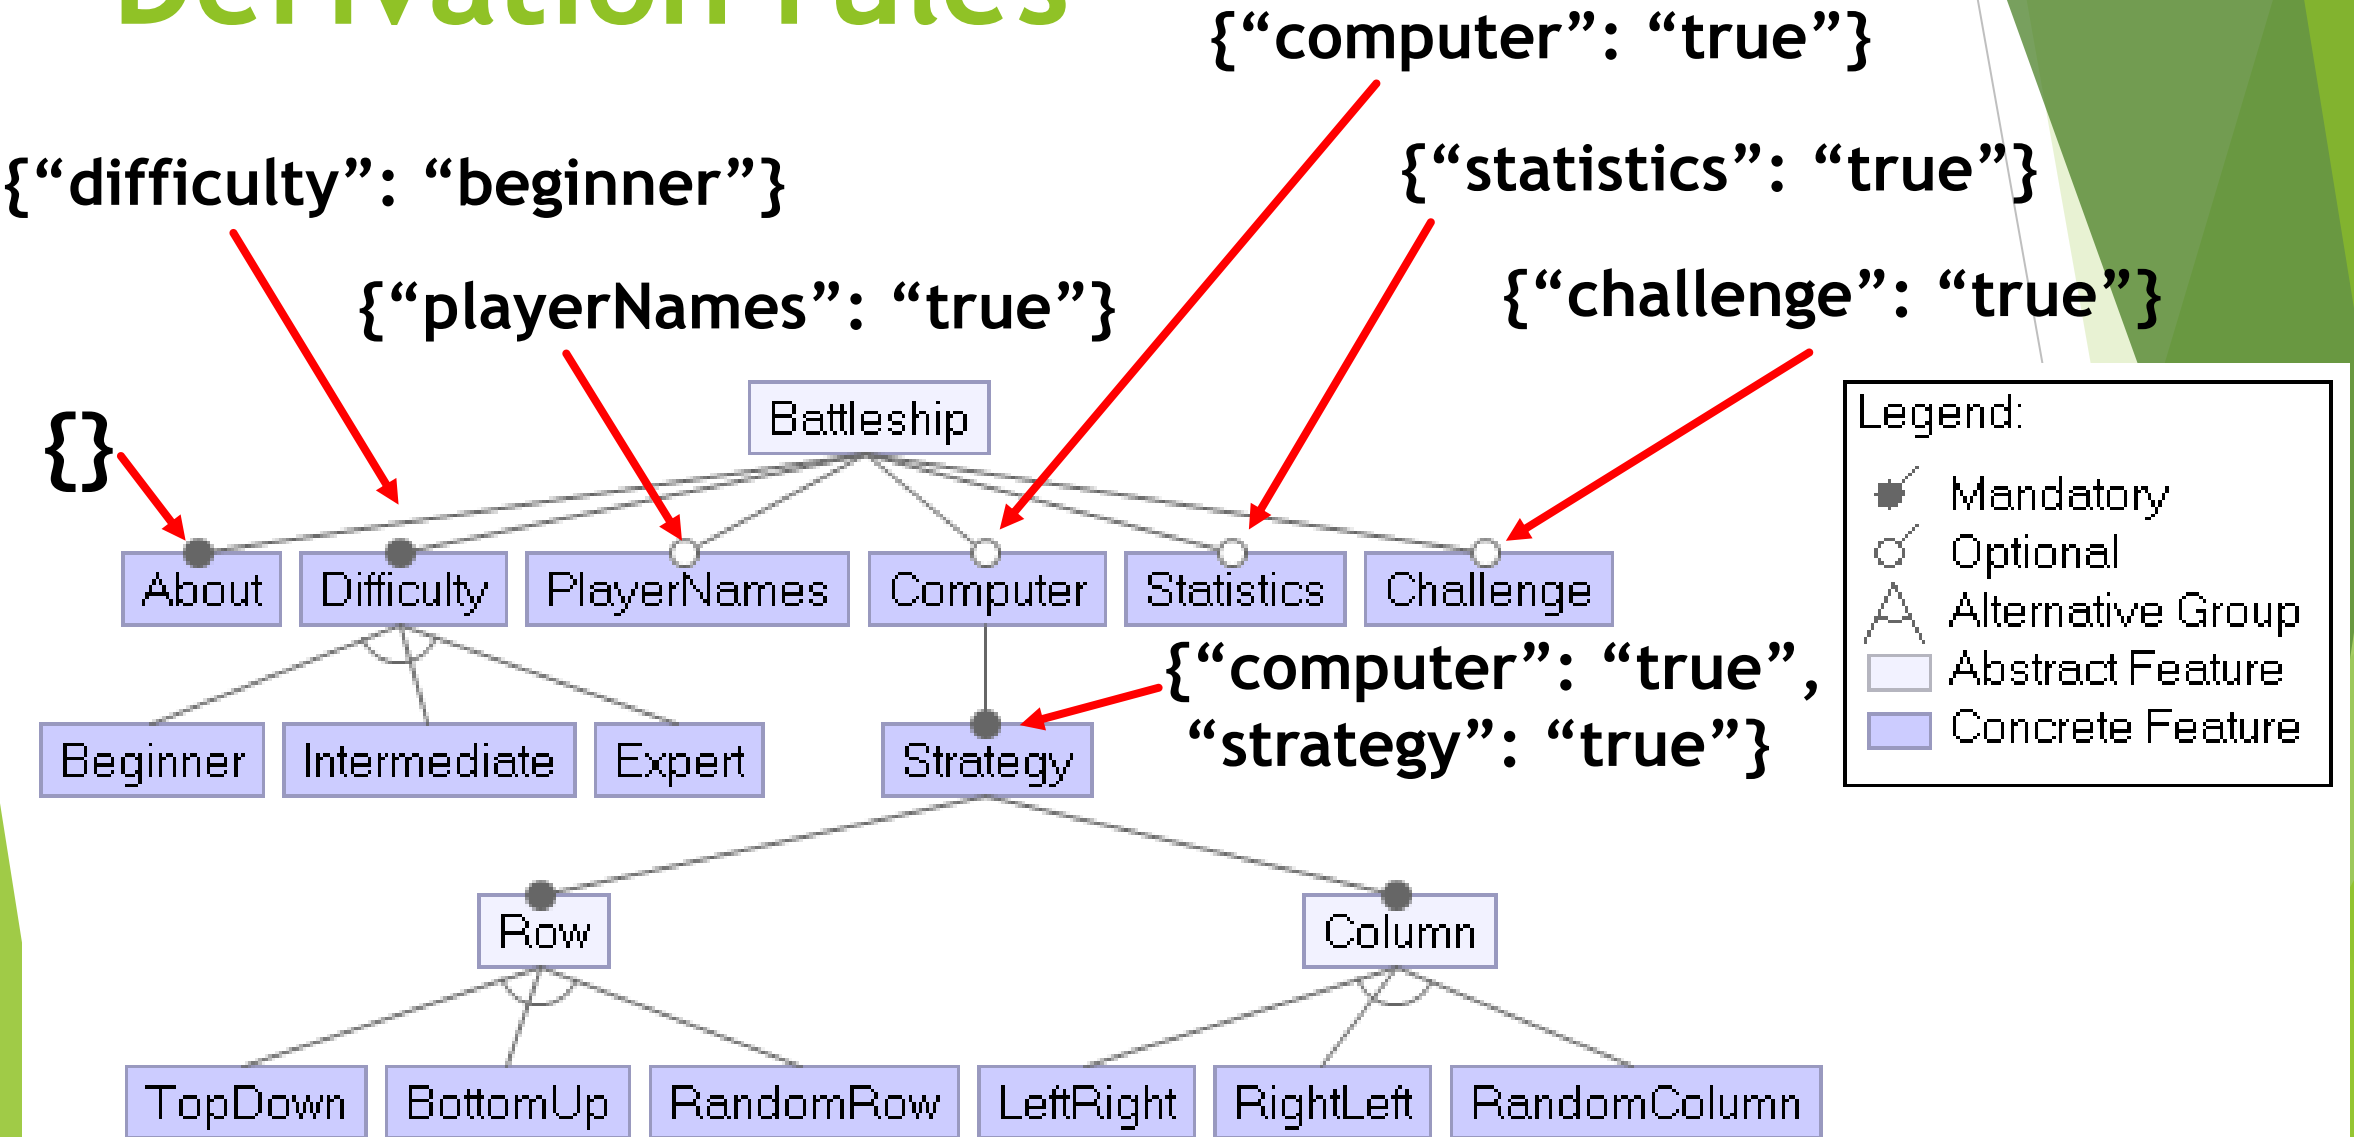 Derivation rules
{“computer”: “true”}
{“statistics”: “true”}
{“difficulty”: “beginner”}
{“challenge”: “true”}
{“playerNames”: “true”}
{}
Battleship
Legend:
Mandatory
Optional
Alternative Group
Abstract Feature
Concrete Feature
About
Difficulty
PlayerNames
Computer
Statistics
Challenge
{“computer”: “true”,
“strategy”: “true”}
Beginner
Intermediate
Expert
Strategy
Row
Column
TopDown
BottomUp
RandomRow
LeftRight
RightLeft
RandomColumn